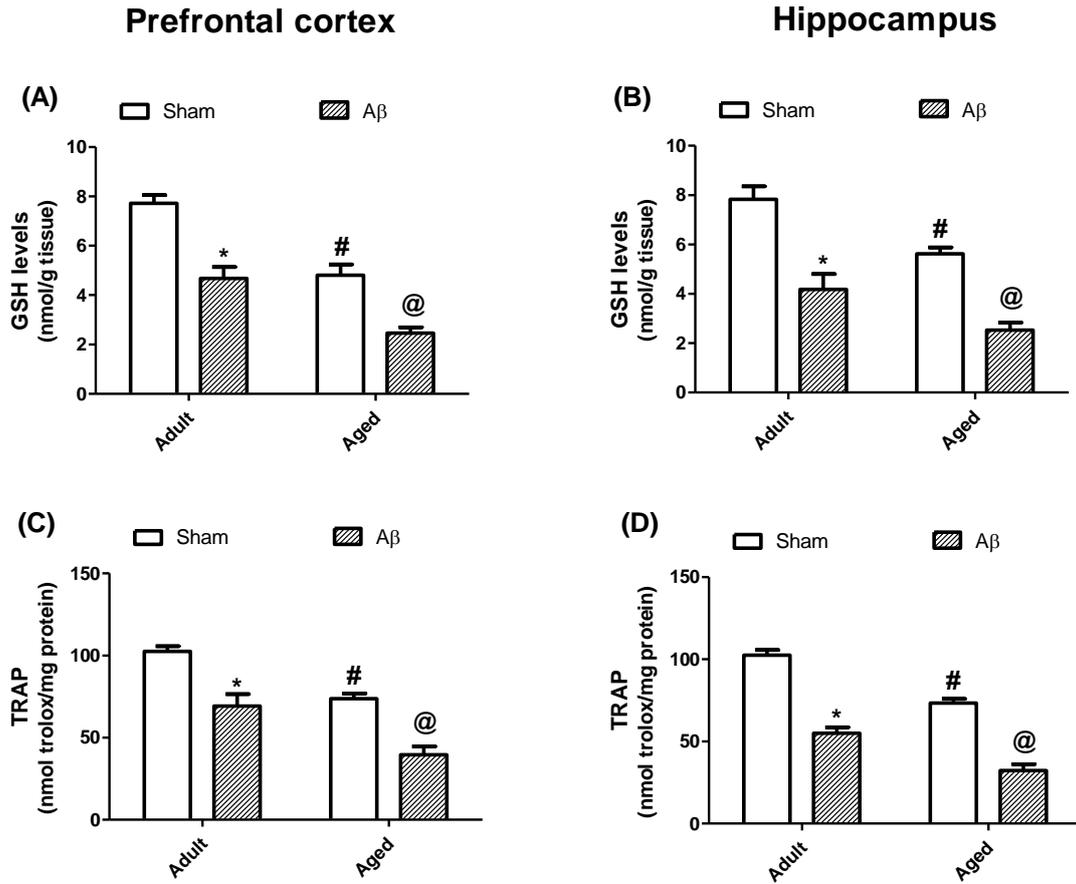 Prefrontal cortex
Hippocampus
(A)
Sham
Aβ
GSH levels
(nmol/g tissue)
10
8
6
4
2
0
*
#
@
Adult
Aged
(B)
Sham
Aβ
GSH levels
(nmol/g tissue)
10
8
6
4
2
0
*
#
@
Adult
Aged
(C)
Sham
Aβ
TRAP
(nmol trolox/mg protein)
150
100
50
0
*
#
@
Adult
Aged
(D)
Sham
Aβ
TRAP
(nmol trolox/mg protein)
150
100
50
0
*
#
@
Adult
Aged